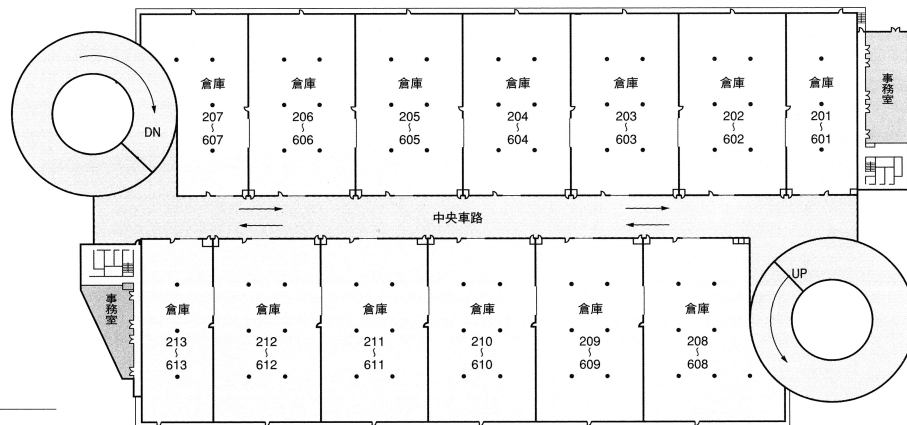 倉庫
207
〜
607
倉庫
206
〜
606
倉庫
205
〜
605
倉庫
204
〜
604
倉庫
203
〜
603
倉庫
202
〜
602
倉庫
201
〜
601
事務室
DN
中央車路
UP
事務室
倉庫
213
〜
613
倉庫
212
〜
612
倉庫
211
〜
611
倉庫
210
〜
610
倉庫
209
〜
609
倉庫
208
〜
608